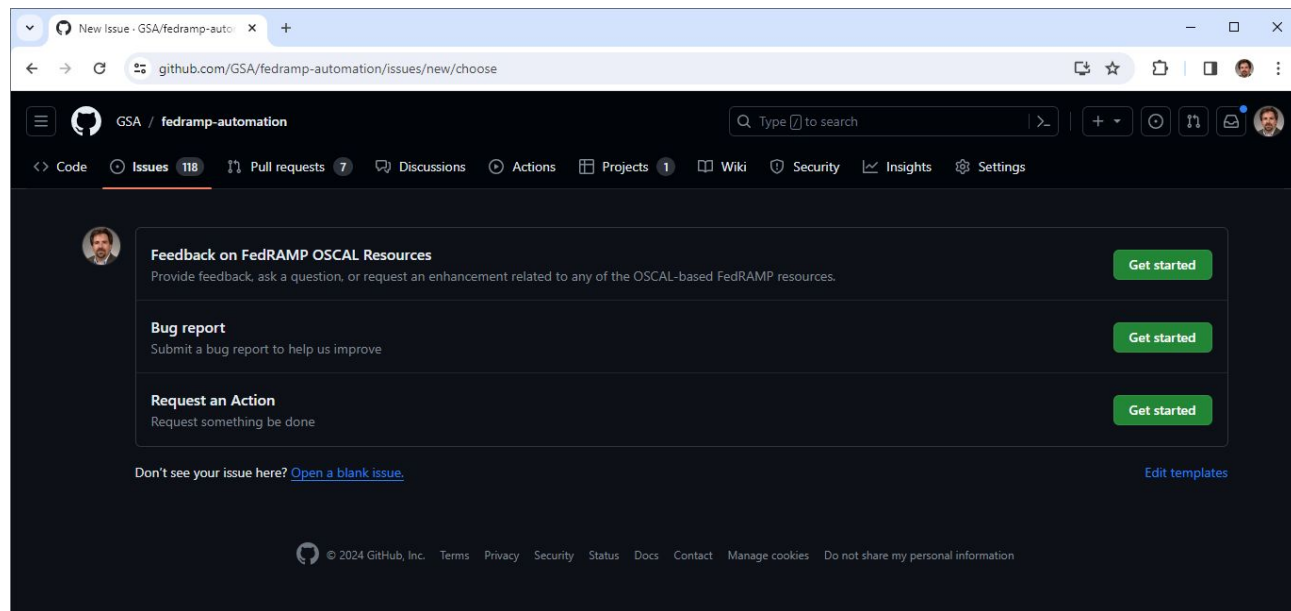 New Issue · GSA/fedramp-auto
github.com/GSA/fedramp-automation/issues/new/choose
GSA / fedramp-automation
Type / to search
Code Issues 118 Pull requests 7 Discussions Actions Projects 1 Wiki Security Insights Settings
Feedback on FedRAMP OSCAL Resources
Provide feedback, ask a question, or request an enhancement related to any of the OSCAL-based FedRAMP resources.
Get started
Bug report
Submit a bug report to help us improve
Get started
Request an Action
Request something be done
Get started
Don't see your issue here? Open a blank issue. Edit templates
© 2024 GitHub, Inc. Terms Privacy Security Status Docs Contact Manage cookies Do not share my personal information